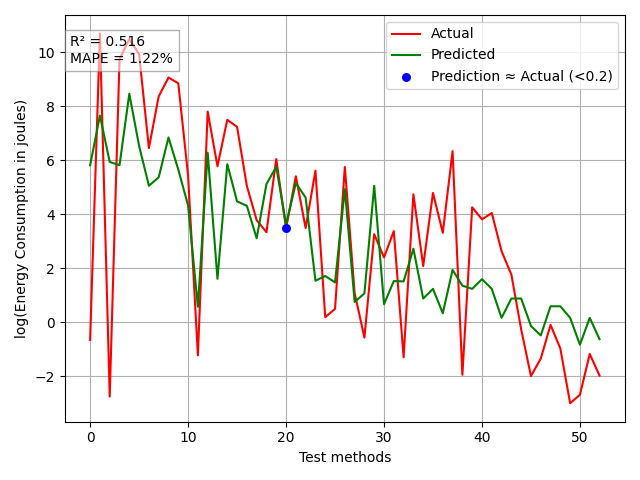 R² = 0.516
MAPE = 1.22%
Actual
Predicted
Prediction ≈ Actual (<0.2)
log(Energy Consumption in joules)
10
8
6
4
2
0
−2
0 10 20 30 40 50
Test methods